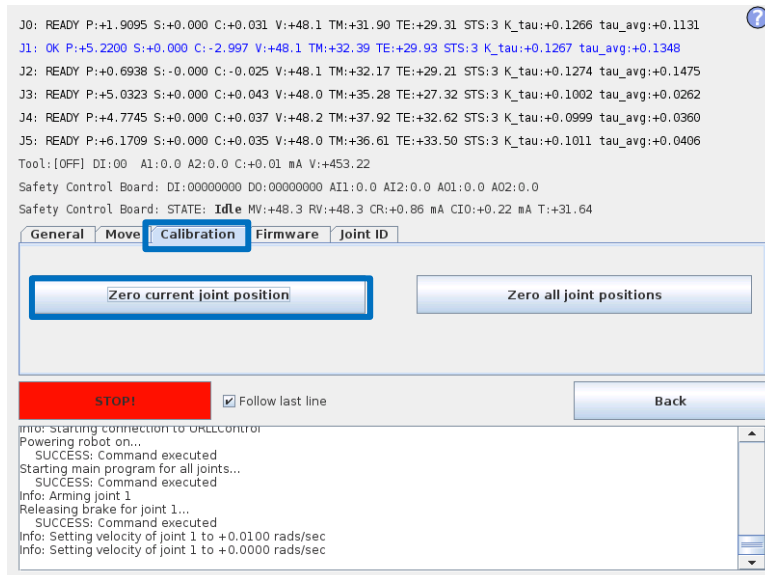 J0: READY P:+1.9095 S:+0.000 C:+0.031 V:+48.1 TM:+31.90 TE:+29.31 STS:3 K_tau:+0.1266 tau_avg:+0.1131
?
J1: OK P:+5.2200 S:+0.000 C:-2.997 V:+48.1 TM:+32.39 TE:+29.93 STS:3 K_tau:+0.1267 tau_avg:+0.1348
J2: READY P:+0.6938 S:-0.000 C:-0.025 V:+48.1 TM:+32.17 TE:+29.21 STS:3 K_tau:+0.1274 tau_avg:+0.1475
J3: READY P:+5.0323 S:+0.000 C:+0.043 V:+48.0 TM:+35.28 TE:+27.32 STS:3 K_tau:+0.1002 tau_avg:+0.0262
J4: READY P:+4.7745 S:+0.000 C:+0.037 V:+48.2 TM:+37.92 TE:+32.62 STS:3 K_tau:+0.0999 tau_avg:+0.0360
J5: READY P:+6.1709 S:+0.000 C:+0.035 V:+48.0 TM:+36.61 TE:+33.50 STS:3 K_tau:+0.1011 tau_avg:+0.0406
Tool:[OFF] DI:00 A1:0.0 A2:0.0 C:+0.01 mA V:+453.22
Safety Control Board: DI:00000000 DO:00000000 AI1:0.0 AI2:0.0 AO1:0.0 AO2:0.0
Safety Control Board: STATE: Idle MV:+48.3 RV:+48.3 CR:+0.86 mA CIO:+0.22 mA T:+31.64
General Move Calibration Firmware Joint ID
Zero current joint position Zero all joint positions
STOP! Follow last line Back
Info: Starting connection to URLLControl
Powering robot on...
SUCCESS: Command executed
Starting main program for all joints...
SUCCESS: Command executed
Info: Arming joint 1
Releasing brake for joint 1...
SUCCESS: Command executed
Info: Setting velocity of joint 1 to +0.0100 rads/sec
Info: Setting velocity of joint 1 to +0.0000 rads/sec